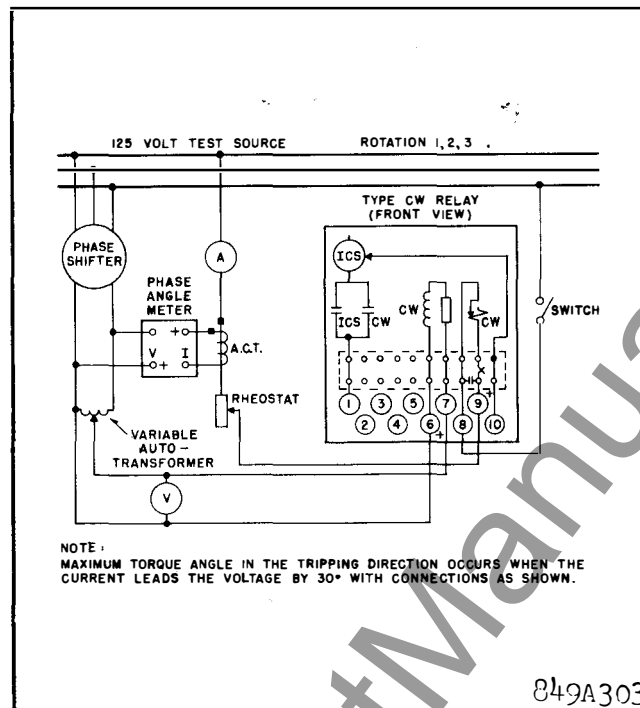 125 VOLT TEST SOURCE
ROTATION 1, 2, 3 .
TYPE CW RELAY
(FRONT VIEW)
PHASE
SHIFTER
A
ICS
PHASE
ANGLE
METER
ICS
CW
CW
CW
SWITCH
+
V
I
+
A.C.T.
RHEOSTAT
1
2
3
4
5
6
+
7
8
9
+
10
X
VARIABLE
AUTO-
TRANSFORMER
V
NOTE:
MAXIMUM TORQUE ANGLE IN THE TRIPPING DIRECTION OCCURS WHEN THE
CURRENT LEADS THE VOLTAGE BY 30° WITH CONNECTIONS AS SHOWN.
849A303
tManua